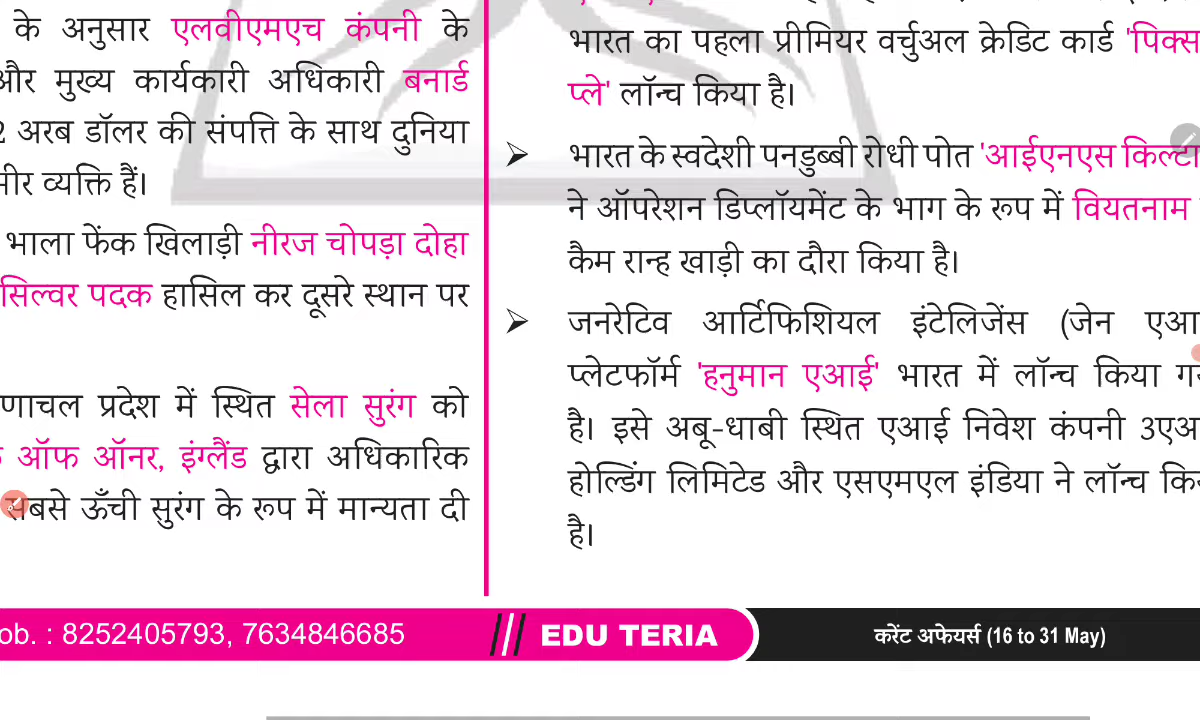 के अनुसार एलवीएमएच कंपनी के
और मुख्य कार्यकारी अधिकारी बनार्ड
2 अरब डॉलर की संपत्ति के साथ दुनिया
व्यक्ति हैं।
भाला फेंक खिलाड़ी नीरज चोपड़ा दोहा
सिल्वर पदक हासिल कर दूसरे स्थान पर
प्रदेश में स्थित सेला सुरंग को
ऑफ ऑनर, इंग्लैंड द्वारा अधिकारिक
सबसे ऊँची सुरंग के रूप में मान्यता दी
भारत का पहला प्रीमियर वर्चुअल क्रेडिट कार्ड 'पिक्स
प्ले' लॉन्च किया है।
➢ भारत के स्वदेशी पनडुब्बी रोधी पोत 'आईएनएस किल्टा
ने ऑपरेशन डिप्लॉयमेंट के भाग के रूप में वियतनाम
कैम रान्ह खाड़ी का दौरा किया है।
➢ जनरेटिव आर्टिफिशियल इंटेलिजेंस (जेन एआ
प्लेटफॉर्म 'हनुमान एआई' भारत में लॉन्च किया
है। इसे अबू-धाबी स्थित एआई निवेश कंपनी 3एअ
होल्डिंग लिमिटेड और एसएमएल इंडिया ने लॉन्च
है।
ob. : 8252405793, 7634846685
EDU TERIA
करेंट अफेयर्स (16 to 31 May)